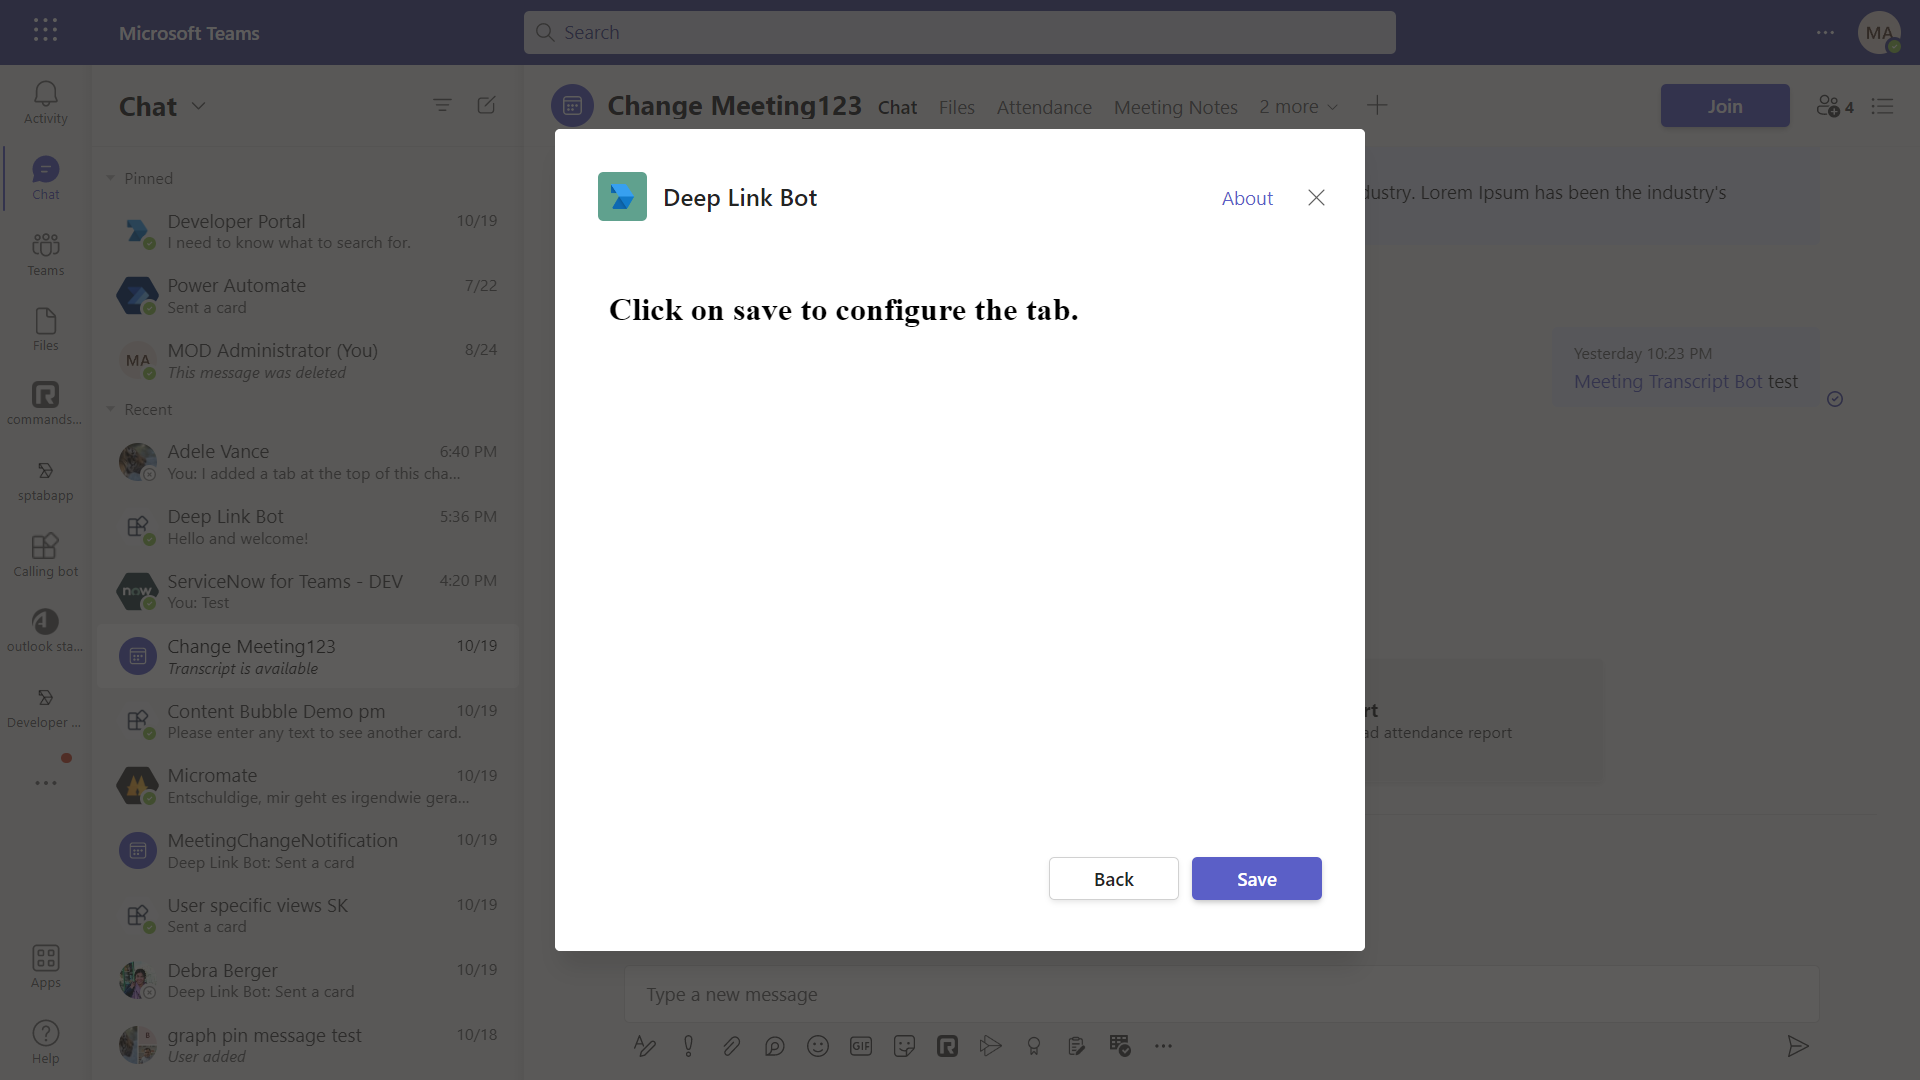 Microsoft Teams
Search
MA
Activity
Chat
Teams
Files
commands...
sptabapp
Calling bot
outlook sta...
Developer ...
Apps
Help
Chat
Pinned
Developer Portal 10/19
I need to know what to search for.
Power Automate 7/22
Sent a card
MA
MOD Administrator (You) 8/24
This message was deleted
Recent
Adele Vance 6:40 PM
You: I added a tab at the top of this cha...
Deep Link Bot 5:36 PM
Hello and welcome!
now
ServiceNow for Teams - DEV 4:20 PM
You: Test
Change Meeting123 10/19
Transcript is available
Content Bubble Demo pm 10/19
Please enter any text to see another card.
Micromate 10/19
Entschuldige, mir geht es irgendwie gera...
MeetingChangeNotification 10/19
Deep Link Bot: Sent a card
User specific views SK 10/19
Sent a card
Debra Berger 10/19
Deep Link Bot: Sent a card
graph pin message test 10/18
User added
Change Meeting123 Chat Files Attendance Meeting Notes 2 more
Join
4
dustry. Lorem Ipsum has been the industry's
Yesterday 10:23 PM
Meeting Transcript Bot test
rt
ad attendance report
Deep Link Bot
About
Click on save to configure the tab.
Back
Save
Type a new message
GIF